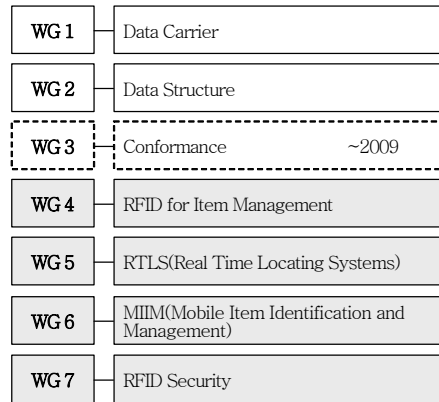 WG 1 Data Carrier
WG 2 Data Structure
WG 3 Conformance ~2009
WG 4 RFID for Item Management
WG 5 RTLS(Real Time Locating Systems)
WG 6 MIIM(Mobile Item Identification and
Management)
WG 7 RFID Security